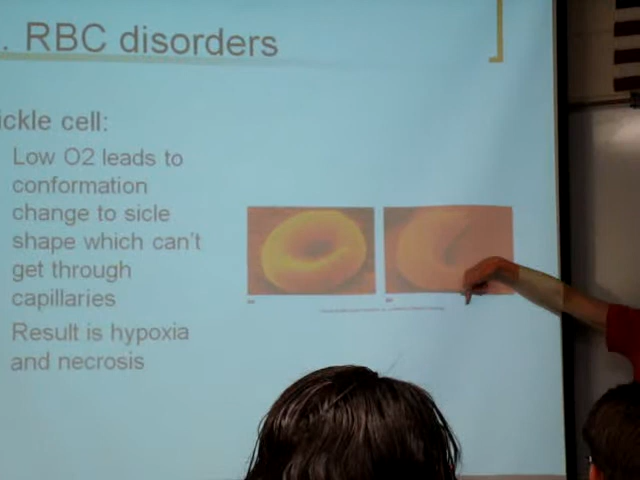 . RBC disorders
ickle cell:
Low O2 leads to
conformation
change to sicle
shape which can't
get through
capillaries
Result is hypoxia
and necrosis